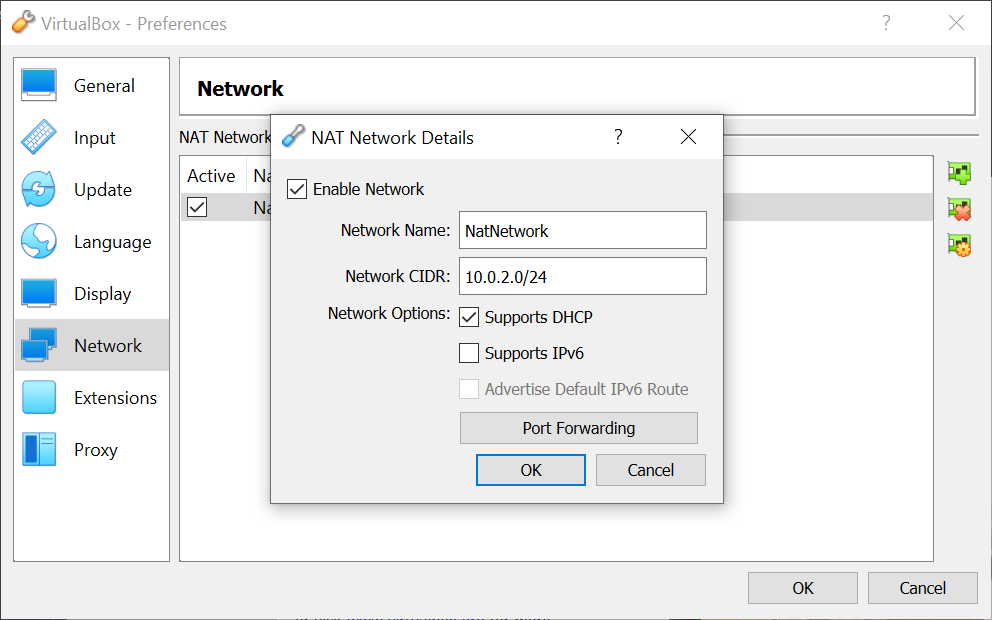 VirtualBox - Preferences
?
General
Input
Update
Language
Display
Network
Extensions
Proxy
Network
NAT Network
Active Na
Na
NAT Network Details
?
Enable Network
Network Name: NatNetwork
Network CIDR: 10.0.2.0/24
Network Options: Supports DHCP
Supports IPv6
Advertise Default IPv6 Route
Port Forwarding
OK Cancel
OK Cancel